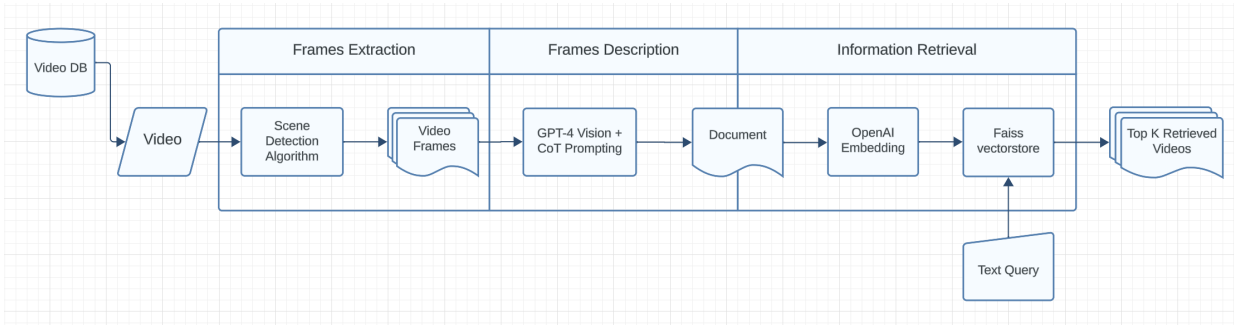 Frames Extraction
Frames Description
Information Retrieval
Video DB
Video
Scene
Detection
Algorithm
Video
Frames
GPT-4 Vision +
CoT Prompting
Document
OpenAI
Embedding
Faiss
vectorstore
Top K Retrieved
Videos
Text Query